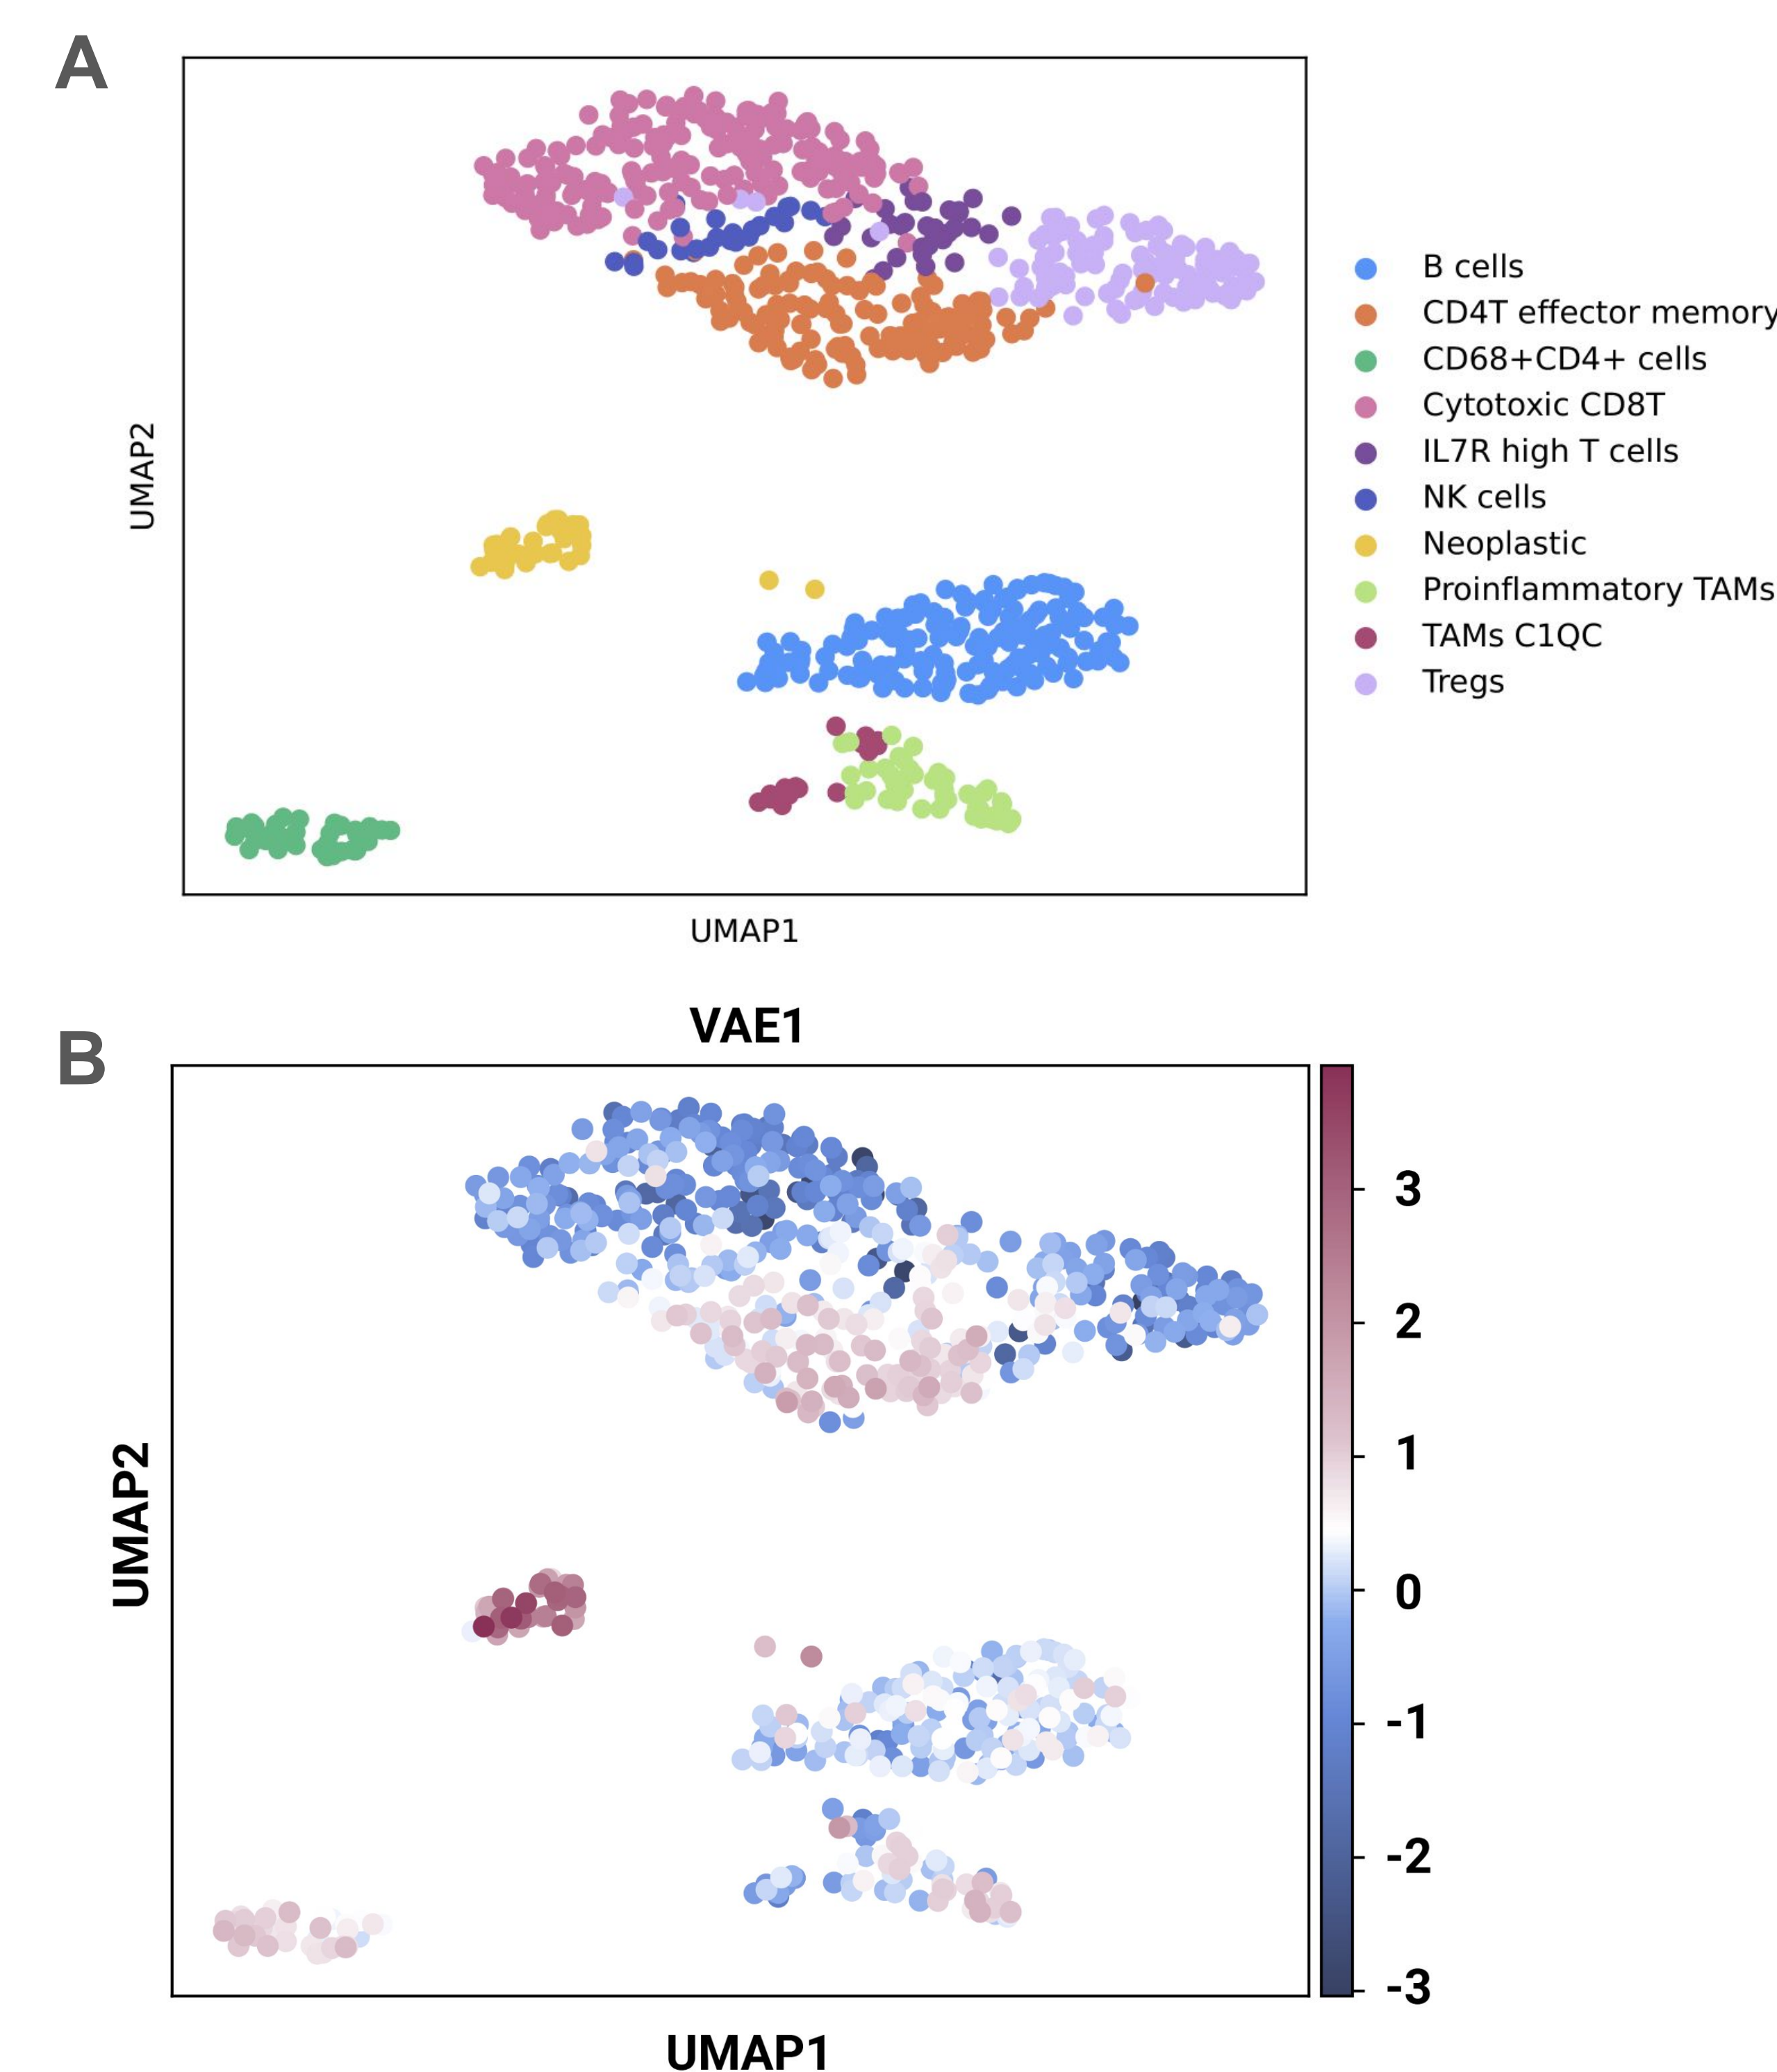 A
UMAP2
UMAP1
B cells
CD4T effector memory
CD68+CD4+ cells
Cytotoxic CD8T
IL7R high T cells
NK cells
Neoplastic
Proinflammatory TAMs
TAMs C1QC
Tregs
B
VAE1
UMAP2
UMAP1
3
2
1
0
-1
-2
-3